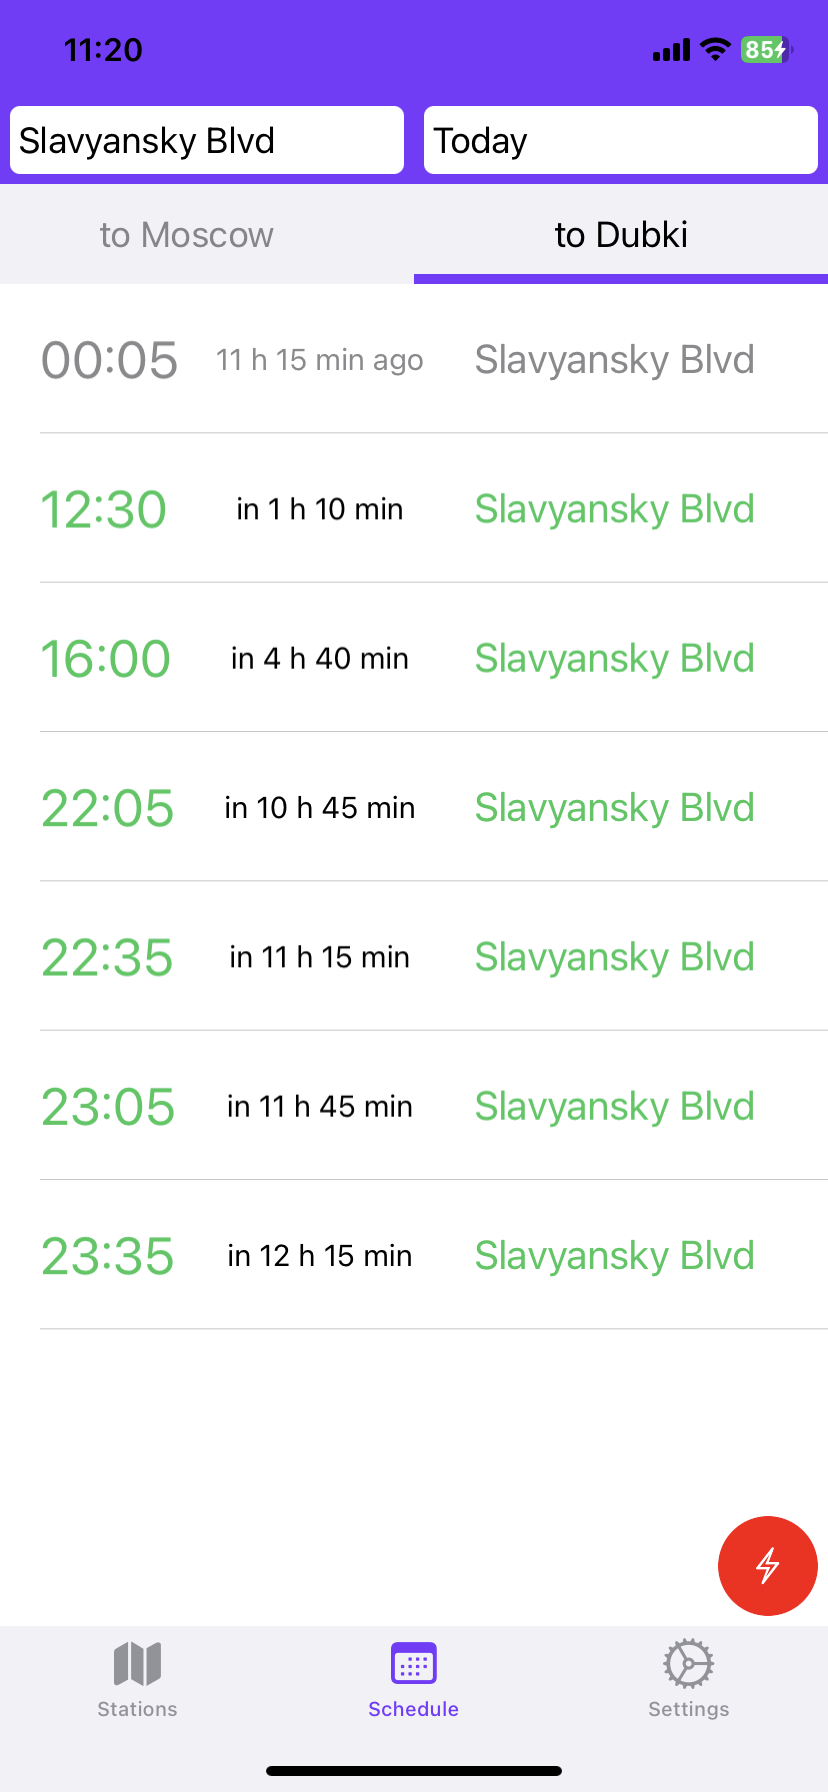 11:20
85
Slavyansky Blvd Today
to Moscow to Dubki
00:05 11 h 15 min ago Slavyansky Blvd
12:30 in 1 h 10 min Slavyansky Blvd
16:00 in 4 h 40 min Slavyansky Blvd
22:05 in 10 h 45 min Slavyansky Blvd
22:35 in 11 h 15 min Slavyansky Blvd
23:05 in 11 h 45 min Slavyansky Blvd
23:35 in 12 h 15 min Slavyansky Blvd
Stations Schedule Settings